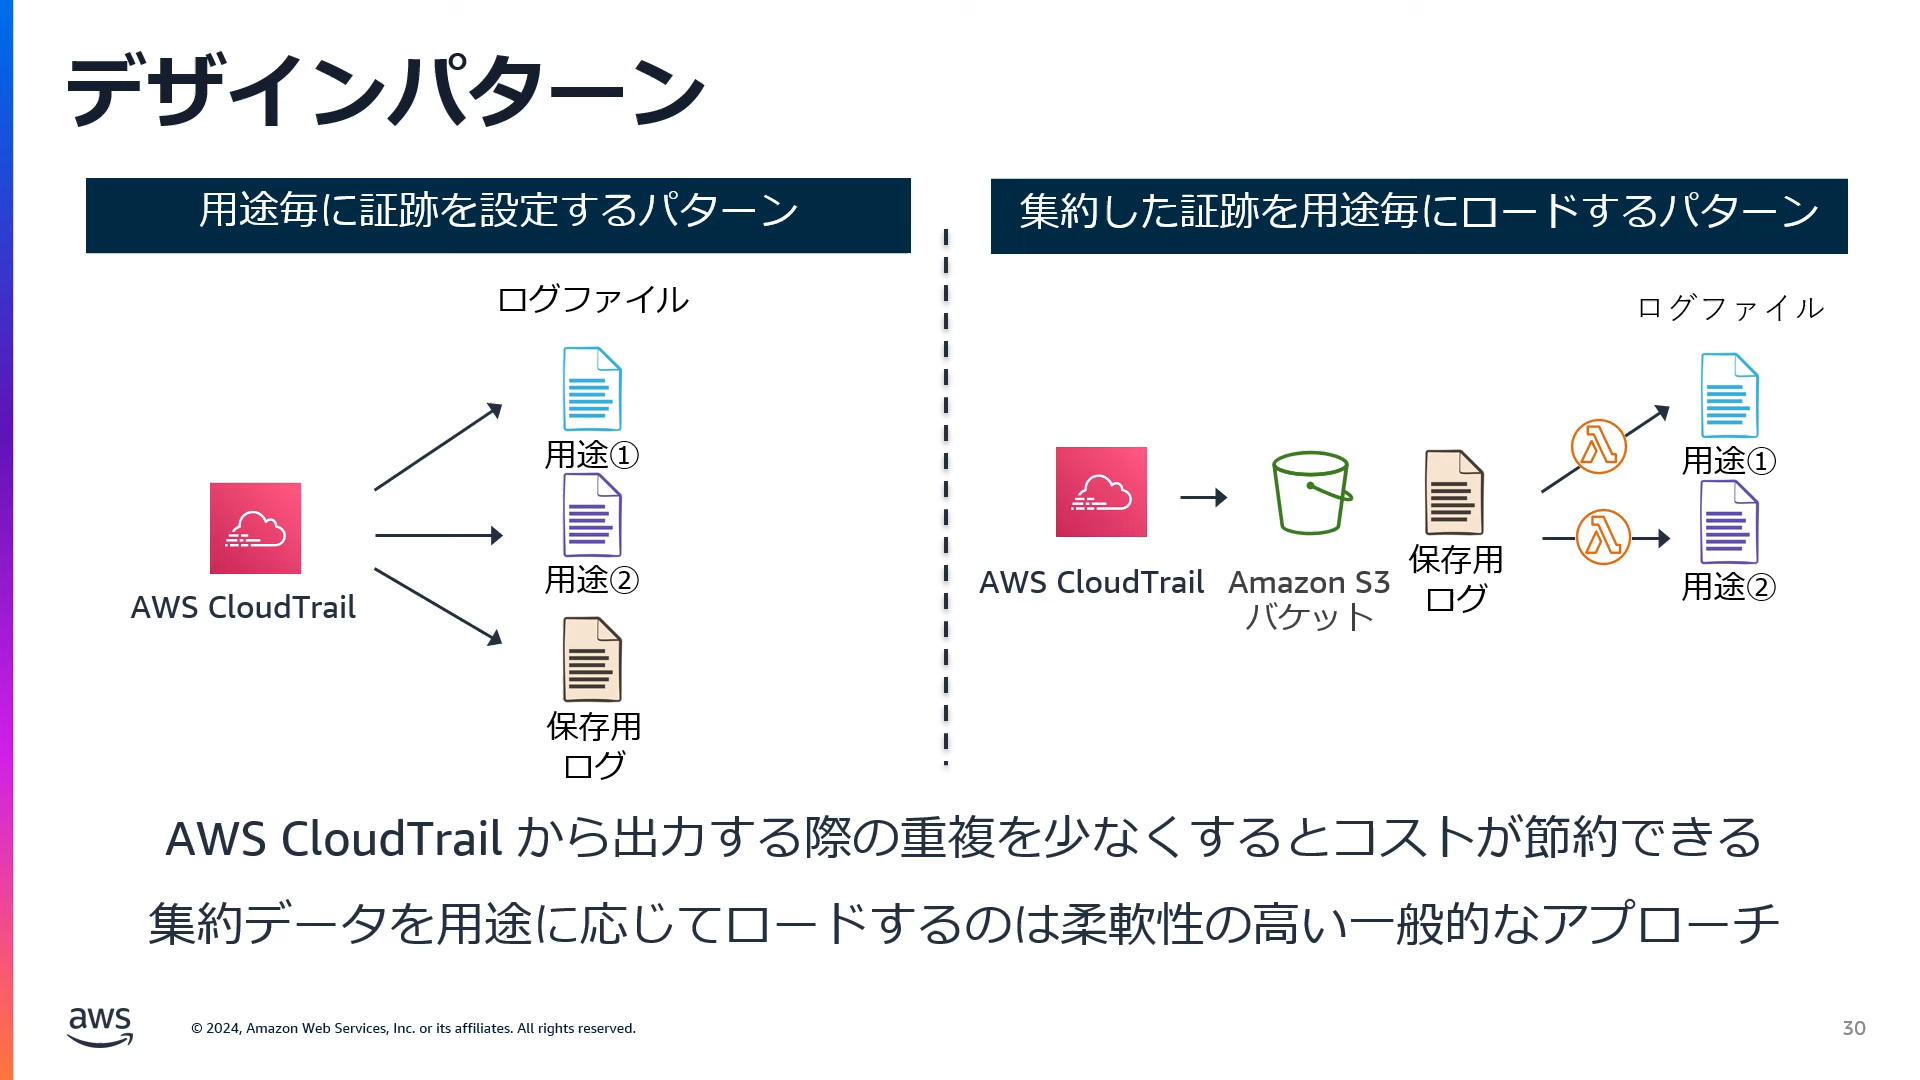 デザインパターン
用途毎に証跡を設定するパターン
ログファイル
用途①
用途②
保存用
ログ
AWS CloudTrail
集約した証跡を用途毎にロードするパターン
ログファイル
用途①
用途②
AWS CloudTrail
Amazon S3
バケット
保存用
ログ
AWS CloudTrail から出力する際の重複を少なくするとコストが節約できる
集約データを用途に応じてロードするのは柔軟性の高い一般的なアプローチ
aws
© 2024, Amazon Web Services, Inc. or its affiliates. All rights reserved.
30